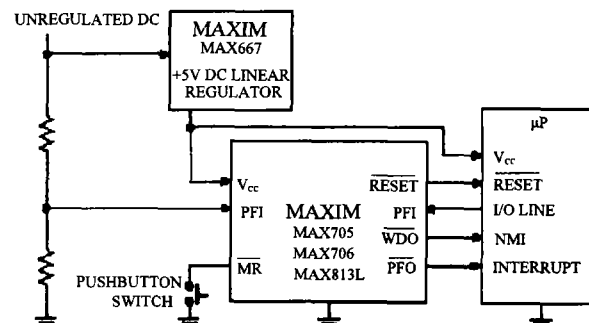 UNREGULATED DC
MAXIM
MAX667
+5V DC LINEAR
REGULATOR
μP
Vcc
RESET
I/O LINE
NMI
INTERRUPT
Vcc
PFI
MR
MAXIM
MAX705
MAX706
MAX813L
RESET
PFI
WDO
PFO
PUSHBUTTON
SWITCH